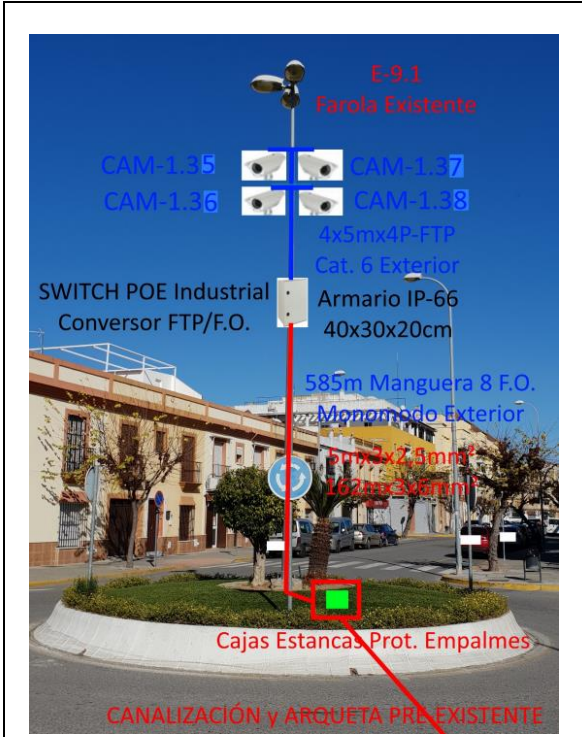 E-9.1
Farola Existente
CAM-1.35
CAM-1.37
CAM-1.36
CAM-1.38
4x5mx4P-FTP
Cat. 6 Exterior
SWITCH POE Industrial
Conversor FTP/F.O.
Armario IP-66
40x30x20cm
585m Manguera 8 F.O.
Monomodo Exterior
5mx3x2,5mm²
162mx3x6mm²
Cajas Estancas Prot. Empalmes
CANALIZACIÓN y ARQUETA PRE-EXISTENTE